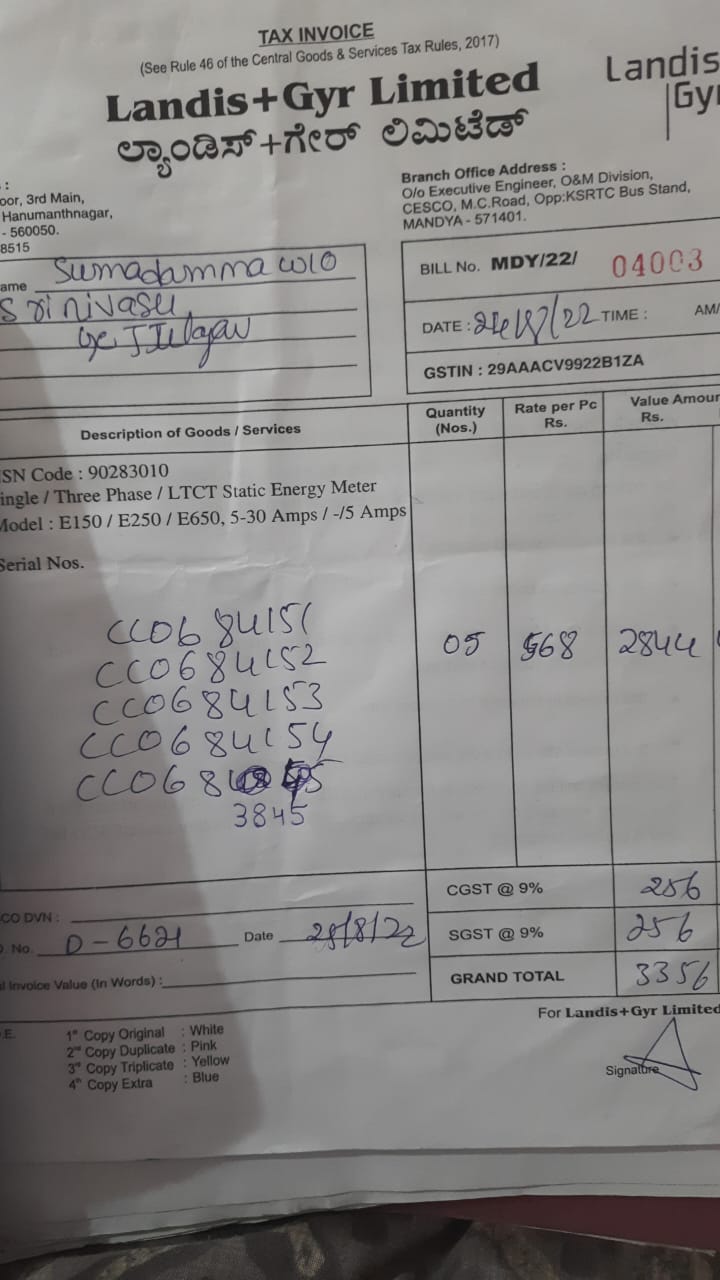 TAX INVOICE
(See Rule 46 of the Central Goods & Services Tax Rules, 2017)
Landis+Gyr Limited
ಲ್ಯಾಂಡಿಸ್+ಗೇರ್ ಲಿಮಿಟೆಡ್
Landis
Gy
:
oor, 3rd Main,
Hanumanthnagar,
- 560050.
8515
Branch Office Address :
O/o Executive Engineer, O&M Division,
CESCO, M.C.Road, Opp:KSRTC Bus Stand,
MANDYA - 571401.
ame Sumadamma W/O
Srinivasu
BILL No. MDY/22/ 04003
DATE : /22 TIME : AM/
GSTIN : 29AAACV9922B1ZA
Description of Goods / Services
Quantity (Nos.)
Rate per Pc Rs.
Value Amour Rs.
SN Code : 90283010
ingle / Three Phase / LTCT Static Energy Meter
Model : E150 / E250 / E650, 5-30 Amps / -/5 Amps
Serial Nos.
CC0684151
CC0684152
CC0684153
CC0684154
CC0681
3845
05 568 2844
CGST @ 9% 256
SGST @ 9% 256
GRAND TOTAL 3356
CO DVN :
. No. D-6621 Date 25/8/22
l Invoice Value (In Words) :
E. 1st Copy Original : White
2nd Copy Duplicate : Pink
3rd Copy Triplicate : Yellow
4th Copy Extra : Blue
For Landis+Gyr Limited
Signature